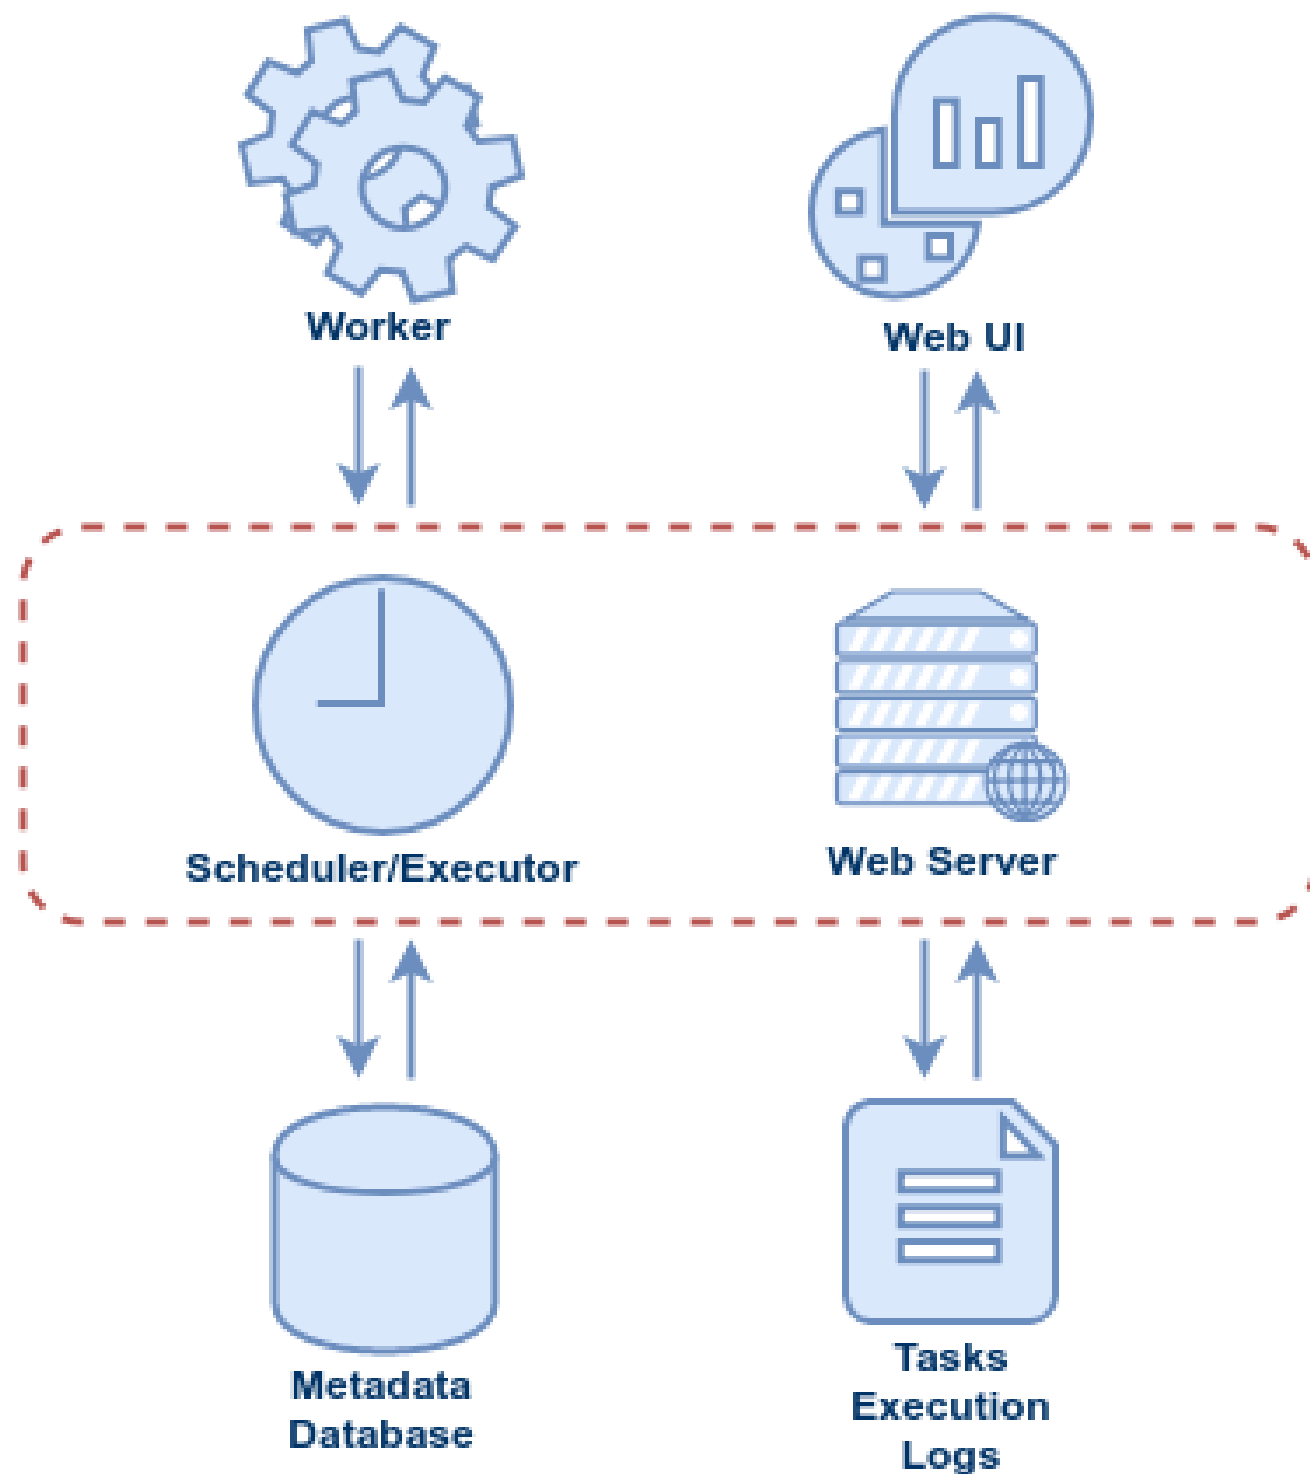 Worker
Web UI
Scheduler/Executor
Web Server
Metadata
Database
Tasks
Execution
Logs